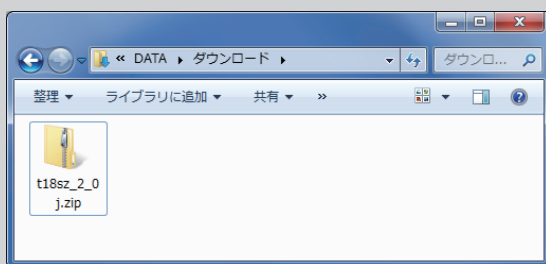 « DATA ▸ ダウンロード ▸ ダウンロ...
整理 ▼ ライブラリに追加 ▼ 共有 ▼ »
t18sz_2_0
j.zip